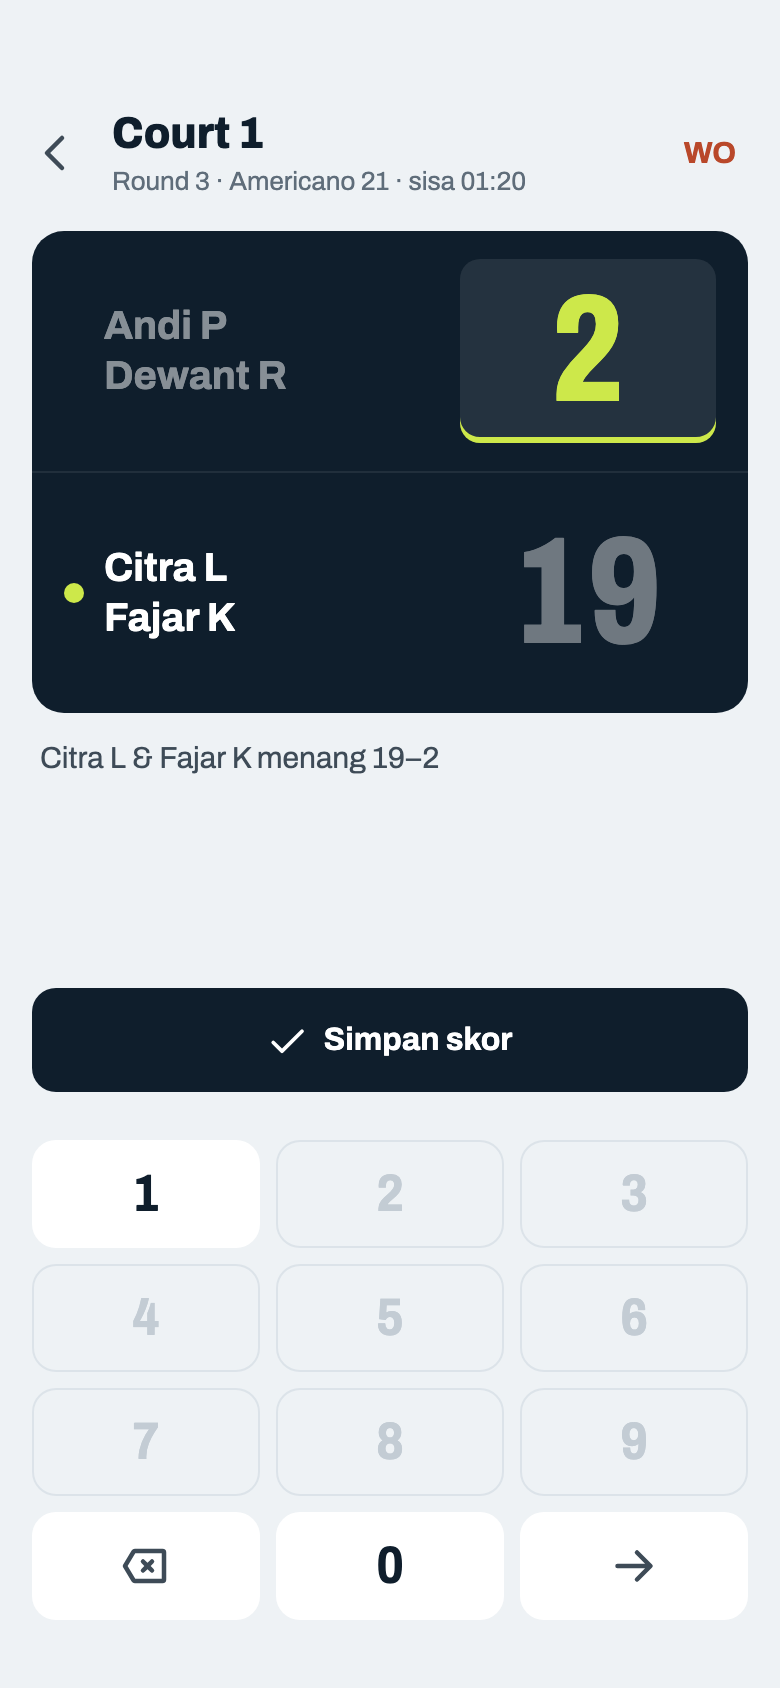 Court 1
WO
Round 3 · Americano 21 · sisa 01:20
Andi P
Dewant R
2
Citra L
Fajar K
19
Citra L & Fajar K menang 19–2
Simpan skor
1 2 3
4 5 6
7 8 9
0